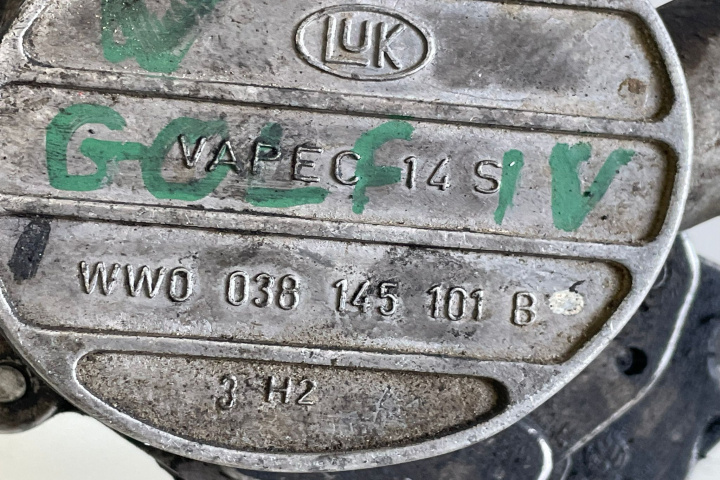 W
LUK
GOLF IV
VAPEC 14 S
WWO 038 145 101 B
3 H2